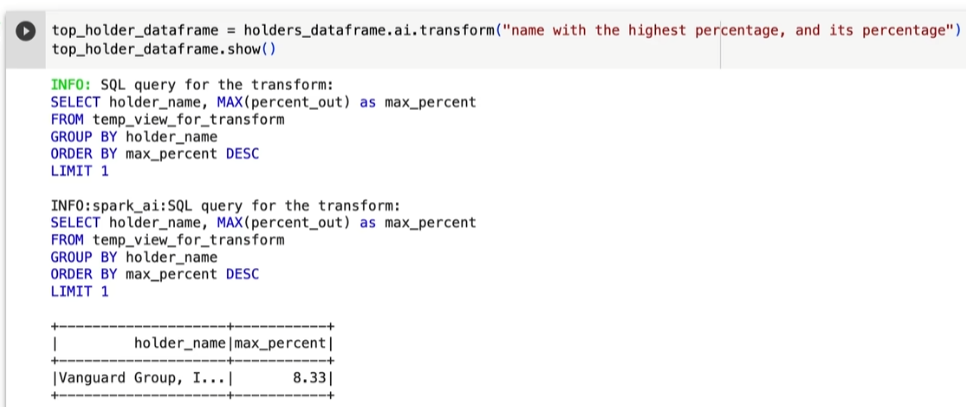 top_holder_dataframe = holders_dataframe.ai.transform("name with the highest percentage, and its percentage")
top_holder_dataframe.show()
INFO: SQL query for the transform:
SELECT holder_name, MAX(percent_out) as max_percent
FROM temp_view_for_transform
GROUP BY holder_name
ORDER BY max_percent DESC
LIMIT 1
INFO:spark_ai:SQL query for the transform:
SELECT holder_name, MAX(percent_out) as max_percent
FROM temp_view_for_transform
GROUP BY holder_name
ORDER BY max_percent DESC
LIMIT 1
+--------------------+-----------+
|         holder_name|max_percent|
+--------------------+-----------+
|Vanguard Group, I...|       8.33|
+--------------------+-----------+